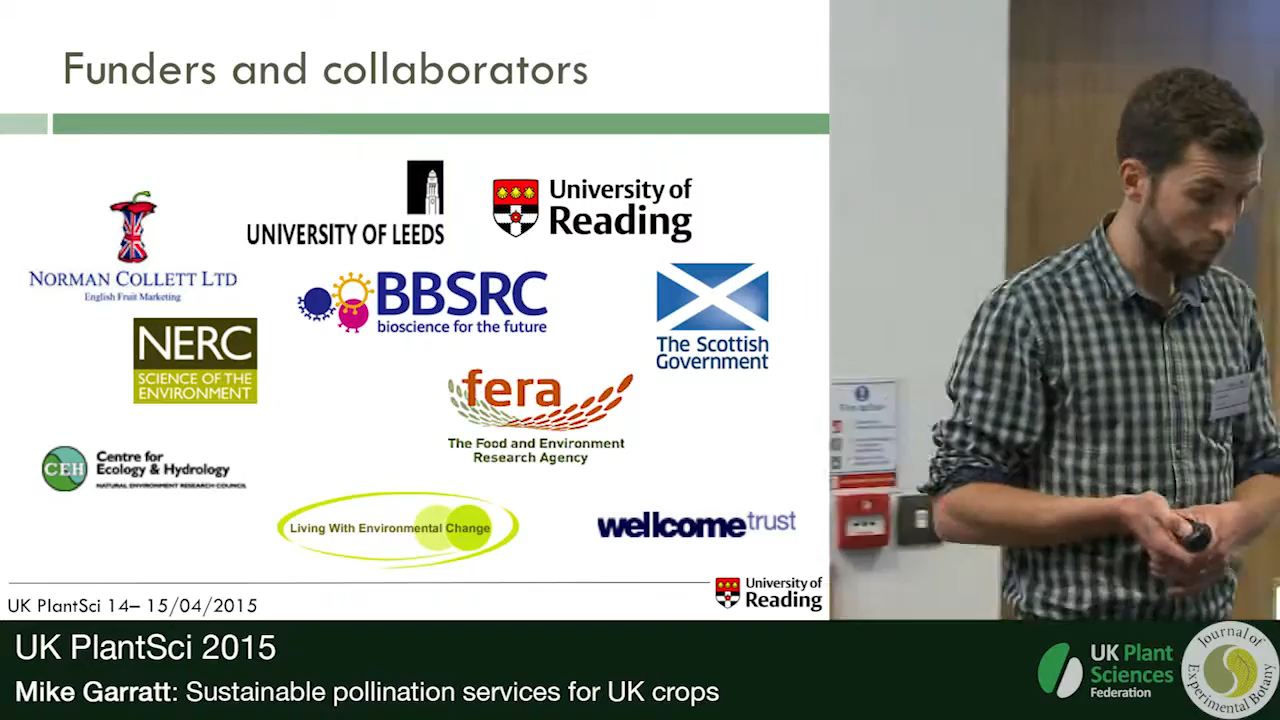 Funders and collaborators
UNIVERSITY OF LEEDS
University of
Reading
NORMAN COLLETT LTD
English Fruit Marketing
BBSRC
bioscience for the future
The Scottish
Government
NERC
SCIENCE OF THE
ENVIRONMENT
fera
The Food and Environment
Research Agency
CEH
Centre for
Ecology & Hydrology
NATURAL ENVIRONMENT RESEARCH COUNCIL
Living With Environmental Change
wellcometrust
UK PlantSci 14– 15/04/2015
University of
Reading
UK PlantSci 2015
Mike Garratt: Sustainable pollination services for UK crops
UK Plant
Sciences
Federation
Journal of
Experimental Botany